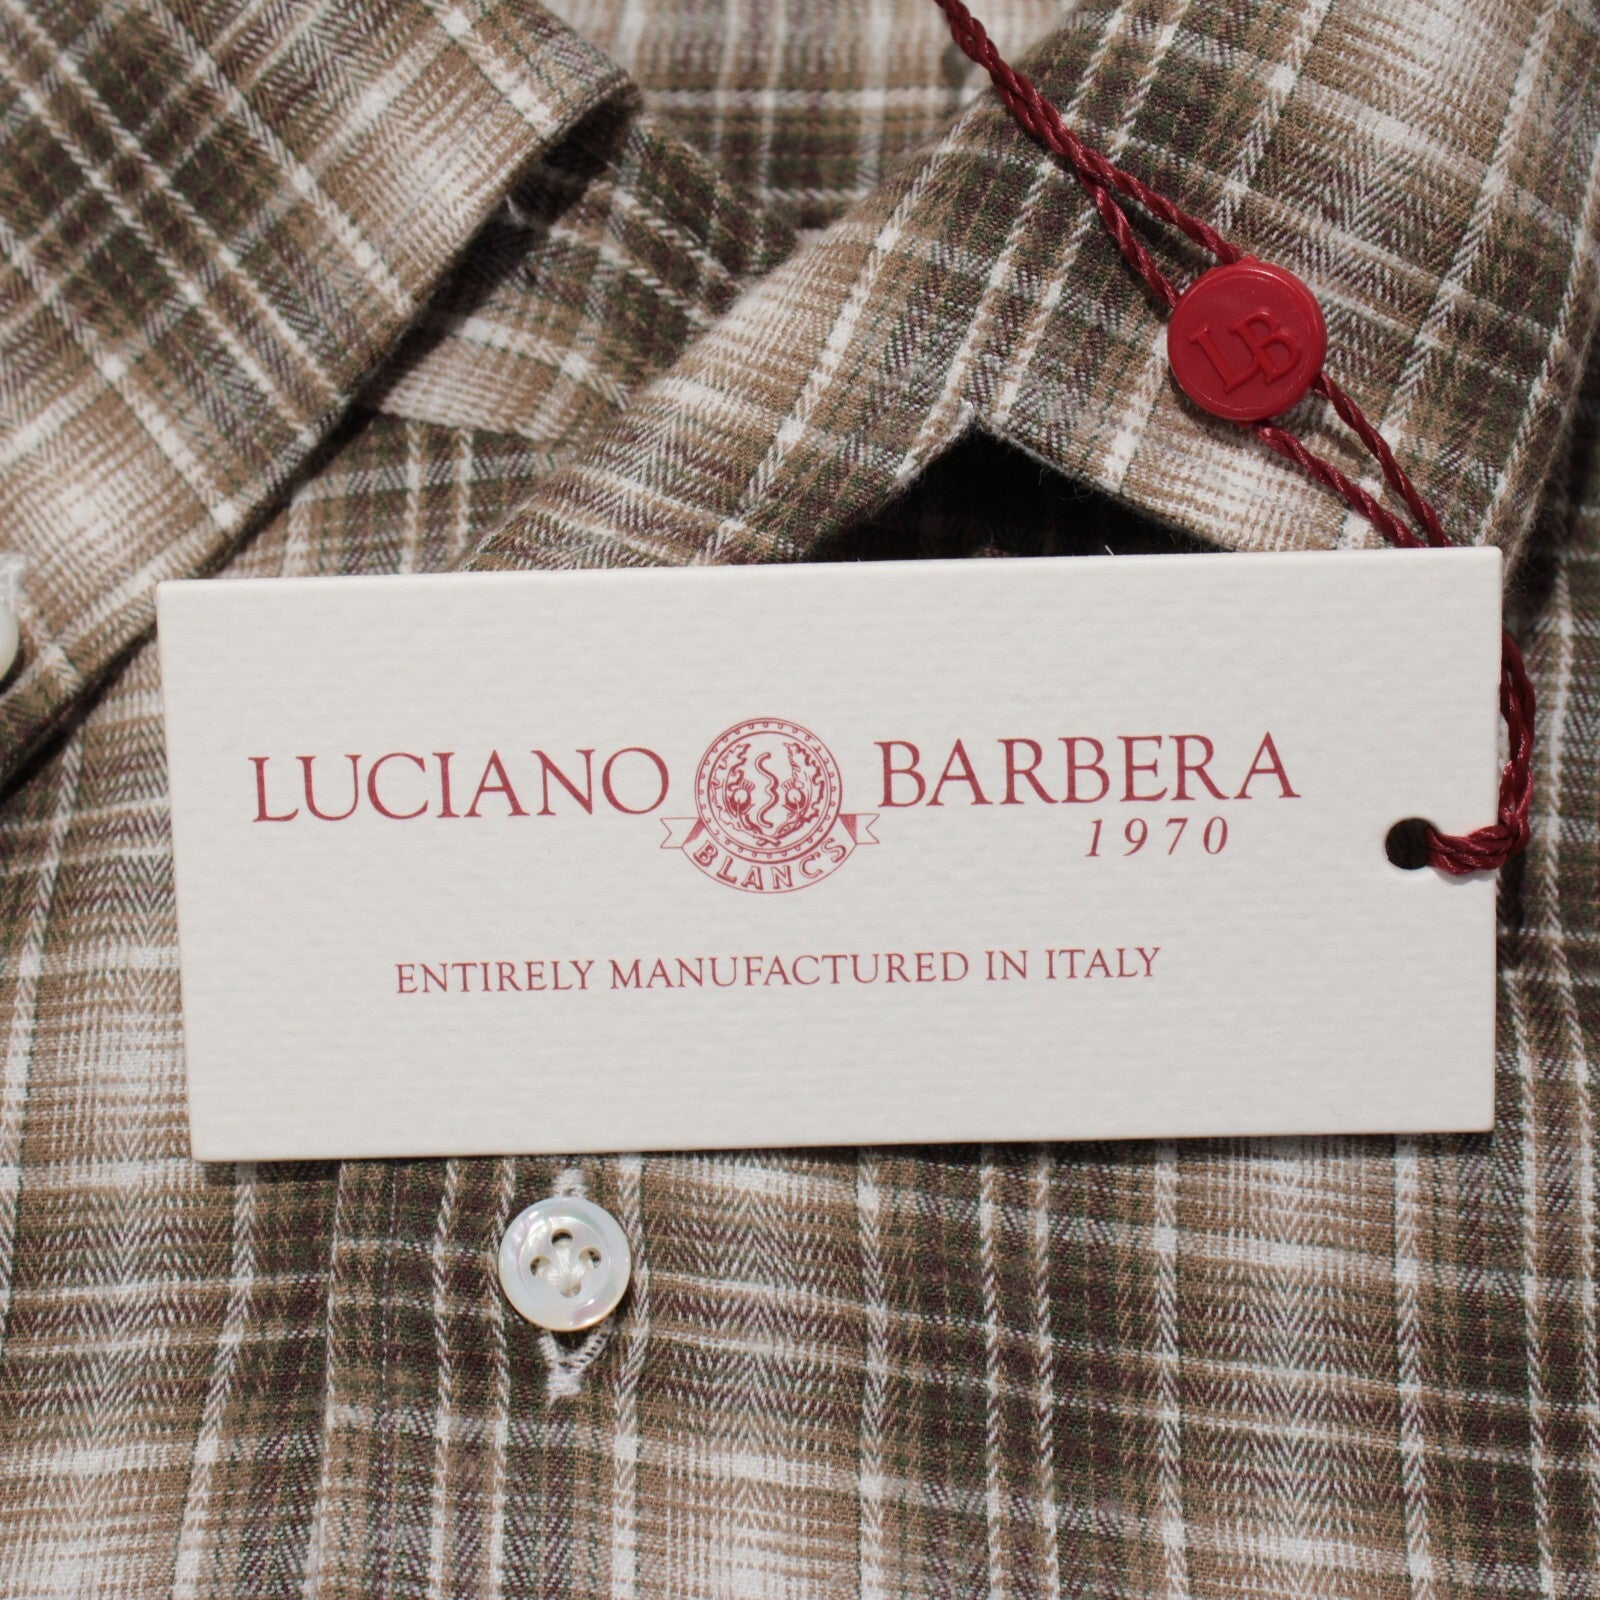 LB
LUCIANO BARBERA
1970
BLANC'S
ENTIRELY MANUFACTURED IN ITALY